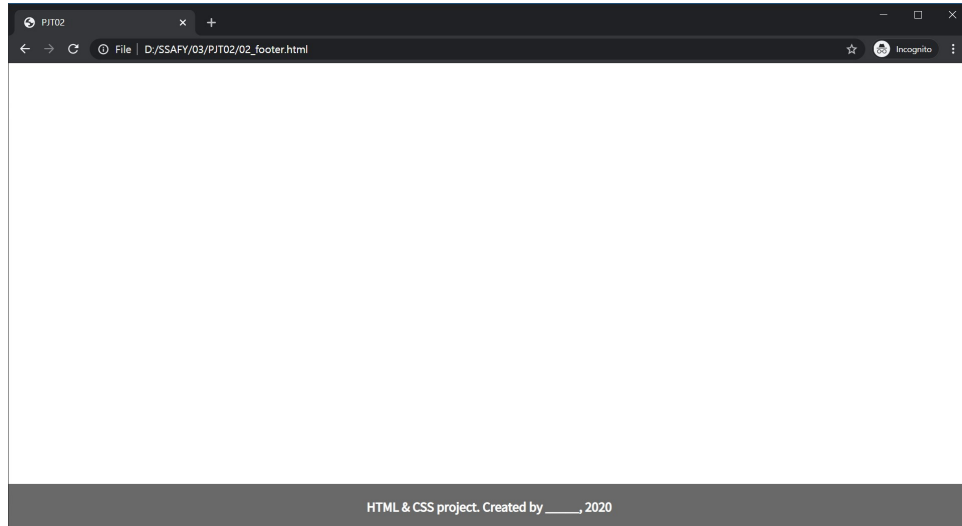 PJT02
File D:/SSAFY/03/PJT02/02_footer.html
Incognito
HTML & CSS project. Created by _____, 2020